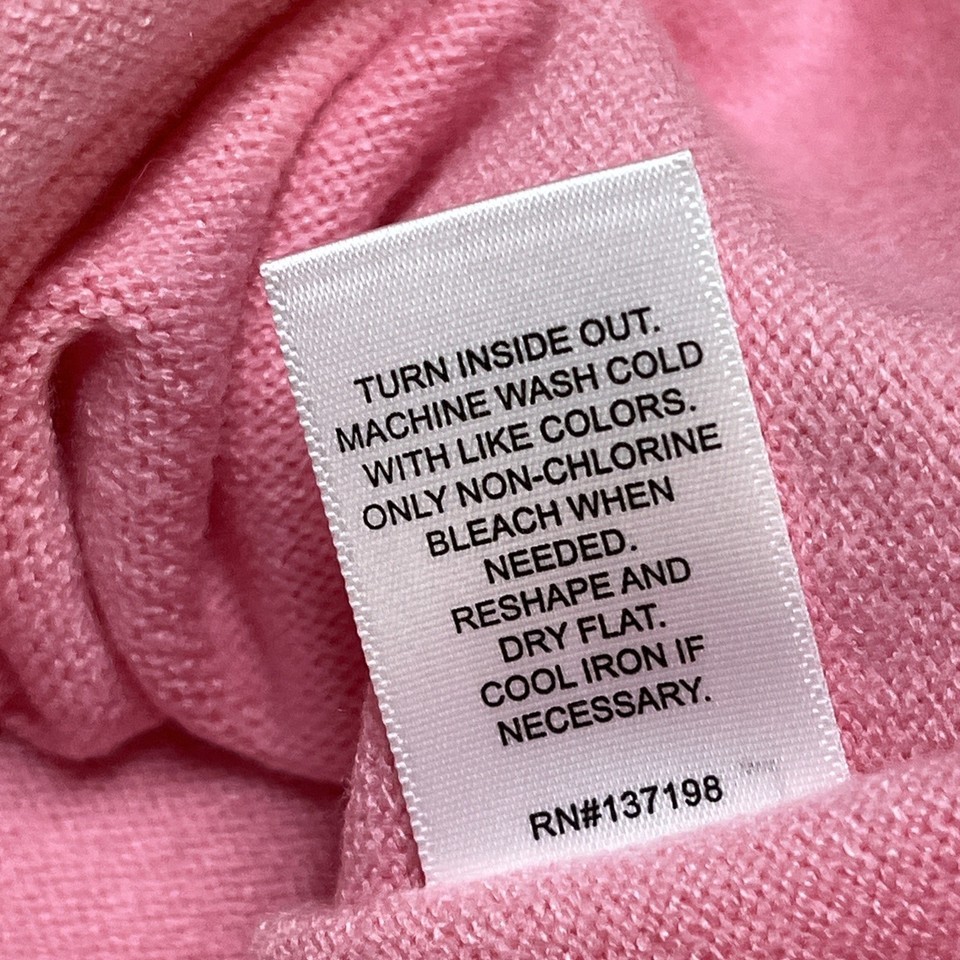 TURN INSIDE OUT.
MACHINE WASH COLD
WITH LIKE COLORS.
ONLY NON-CHLORINE
BLEACH WHEN
NEEDED.
RESHAPE AND
DRY FLAT.
COOL IRON IF
NECESSARY.
RN#137198